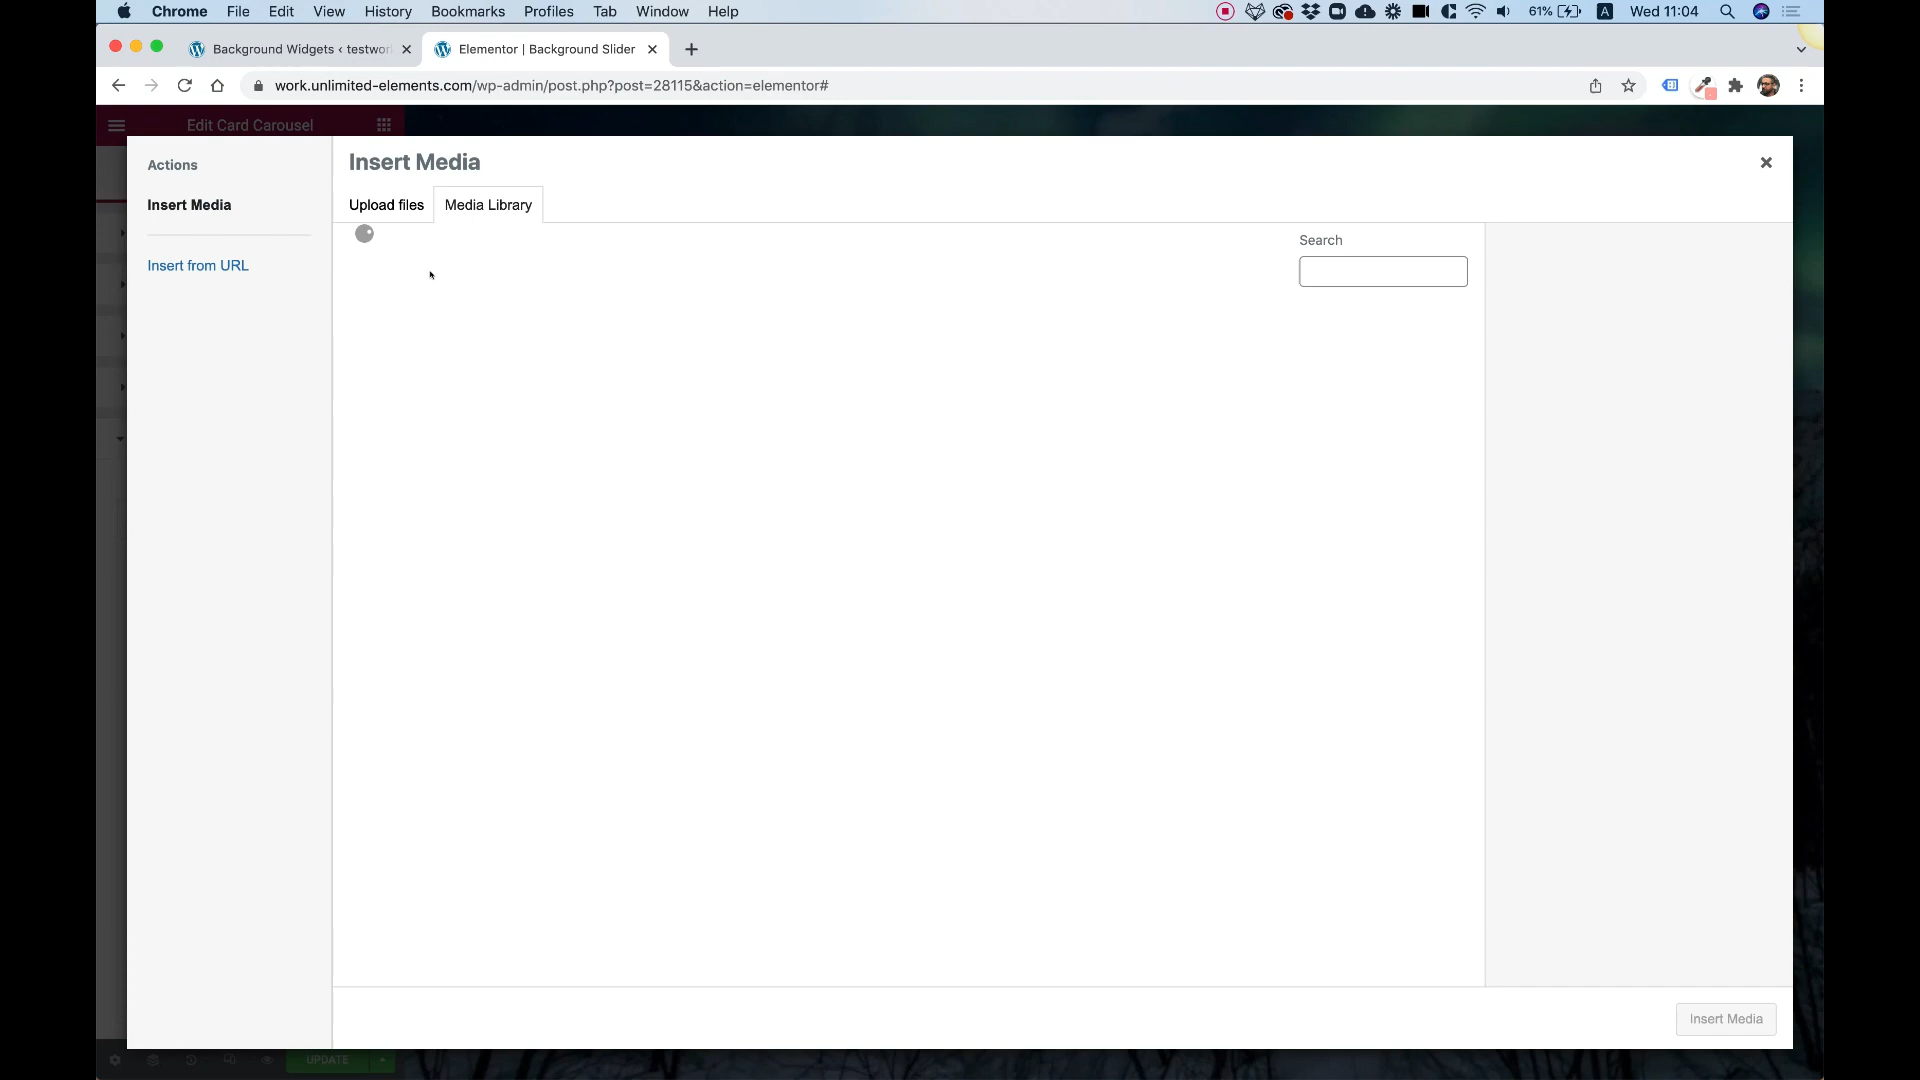 Chrome File Edit View History Bookmarks Profiles Tab Window Help 61% A Wed 11:04
Background Widgets ‹ testwor
Elementor | Background Slider
work.unlimited-elements.com/wp-admin/post.php?post=28115&action=elementor#
Edit Card Carousel
Actions
Insert Media
Insert from URL
Insert Media
Upload files
Media Library
Search
Insert Media
UPDATE